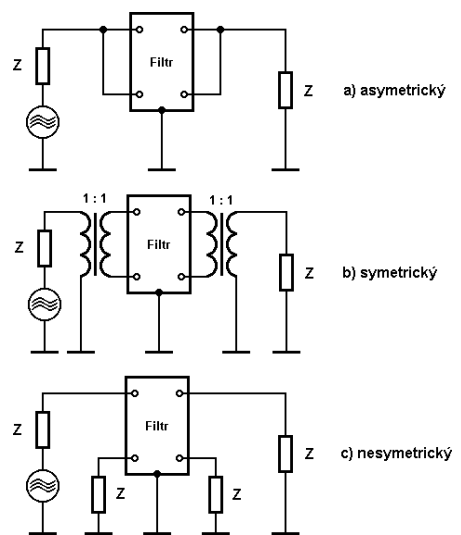 Z
Filtr
Z
a) asymetrický
1 : 1
1 : 1
Z
Filtr
Z
b) symetrický
Z
Filtr
Z
Z
Z
c) nesymetrický